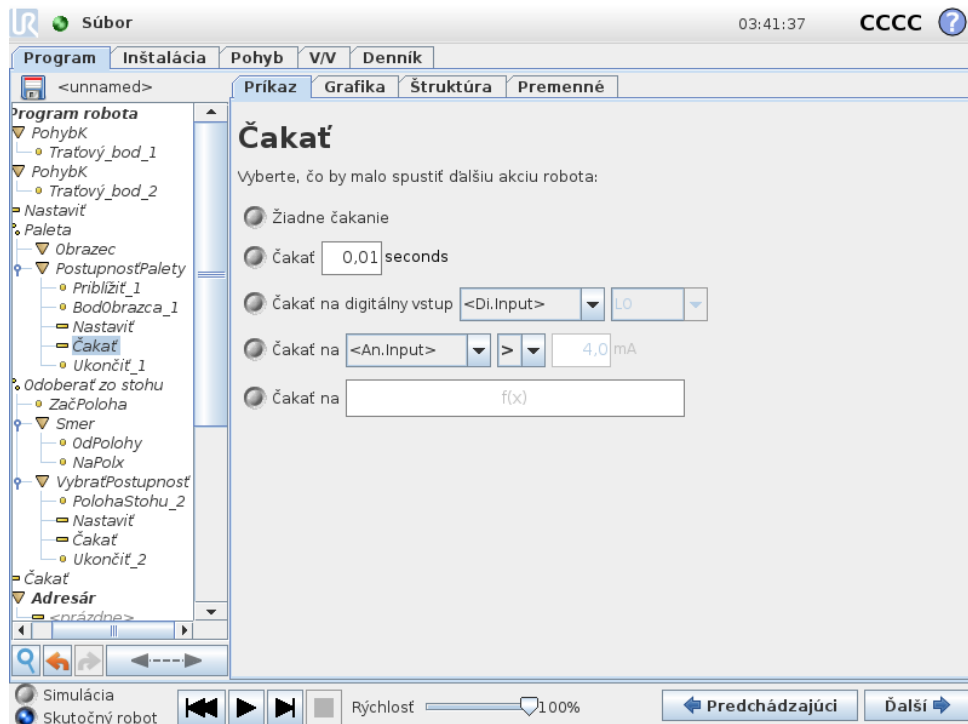 Súbor
03:41:37
CCCC
?
Program
Inštalácia
Pohyb
V/V
Denník
<unnamed>
Príkaz
Grafika
Štruktúra
Premenné
Program robota
PohybK
Traťový_bod_1
PohybK
Traťový_bod_2
Nastaviť
Paleta
Obrazec
PostupnosťPalety
Priblížiť_1
BodObrazca_1
Nastaviť
Čakať
Ukončiť_1
Odoberať zo stohu
ZačPoloha
Smer
OdPolohy
NaPolx
VybraťPostupnosť
PolohaStohu_2
Nastaviť
Čakať
Ukončiť_2
Čakať
Adresár
<prázdne>
Čakať
Vyberte, čo by malo spustiť ďalšiu akciu robota:
Žiadne čakanie
Čakať 0,01 seconds
Čakať na digitálny vstup <Di.Input> LO
Čakať na <An.Input> > 4,0 mA
Čakať na f(x)
Simulácia
Skutočný robot
Rýchlosť 100%
Predchádzajúci
Ďalší